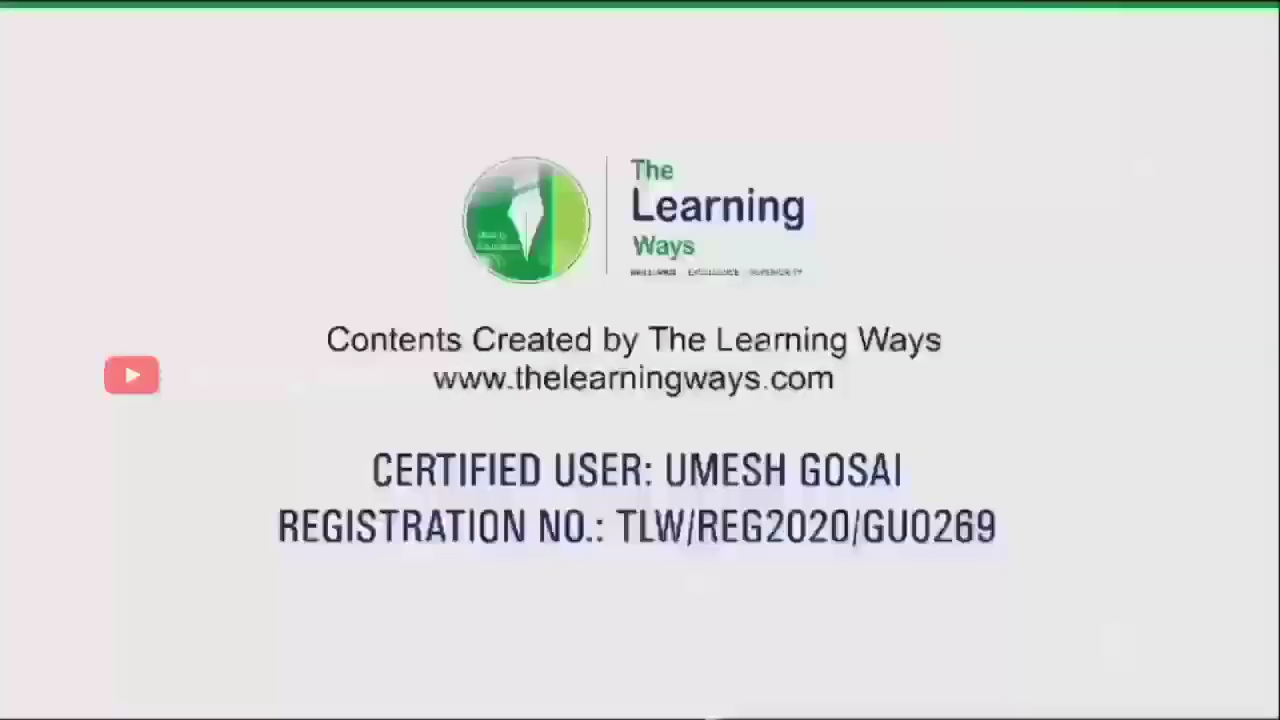 The
Learning
Ways
Contents Created by The Learning Ways
www.thelearningways.com
CERTIFIED USER: UMESH GOSAI
REGISTRATION NO.: TLW/REG2020/GU0269